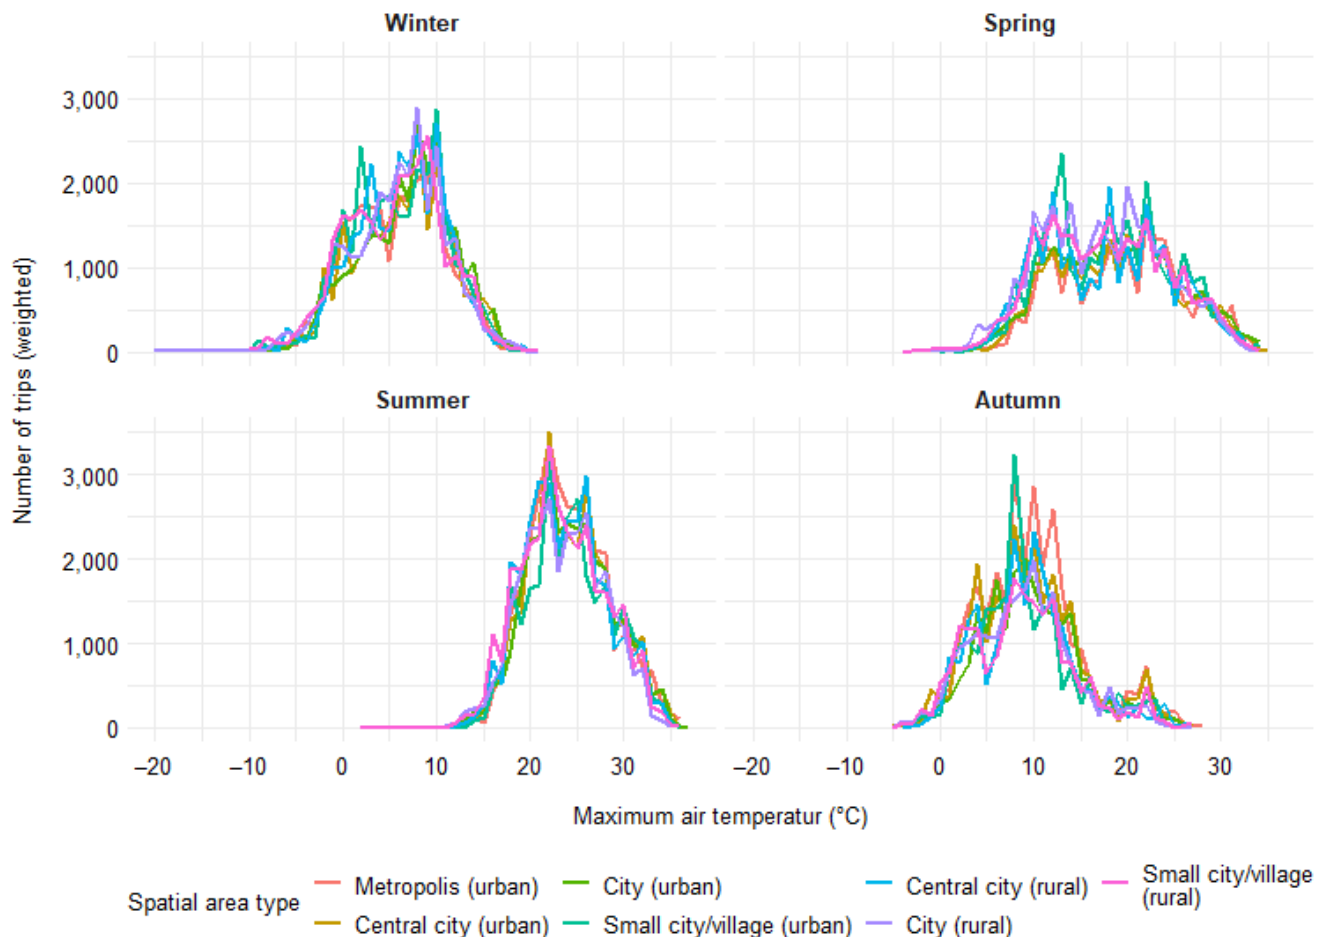 Winter
Spring
3,000
2,000
1,000
0
Summer
Autumn
3,000
2,000
1,000
0
Number of trips (weighted)
–20 –10 0 10 20 30
–20 –10 0 10 20 30
Maximum air temperatur (°C)
Spatial area type
Metropolis (urban)
Central city (urban)
City (urban)
Small city/village (urban)
Central city (rural)
City (rural)
Small city/village
(rural)